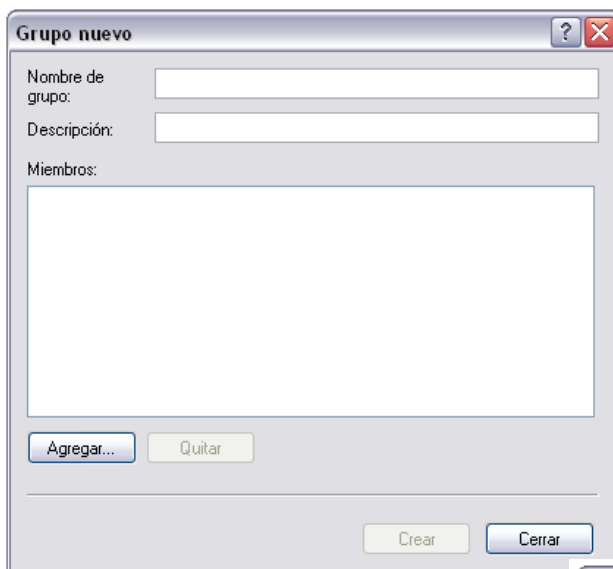 Grupo nuevo
?
Nombre de
grupo:
Descripción:
Miembros:
Agregar...
Quitar
Crear
Cerrar